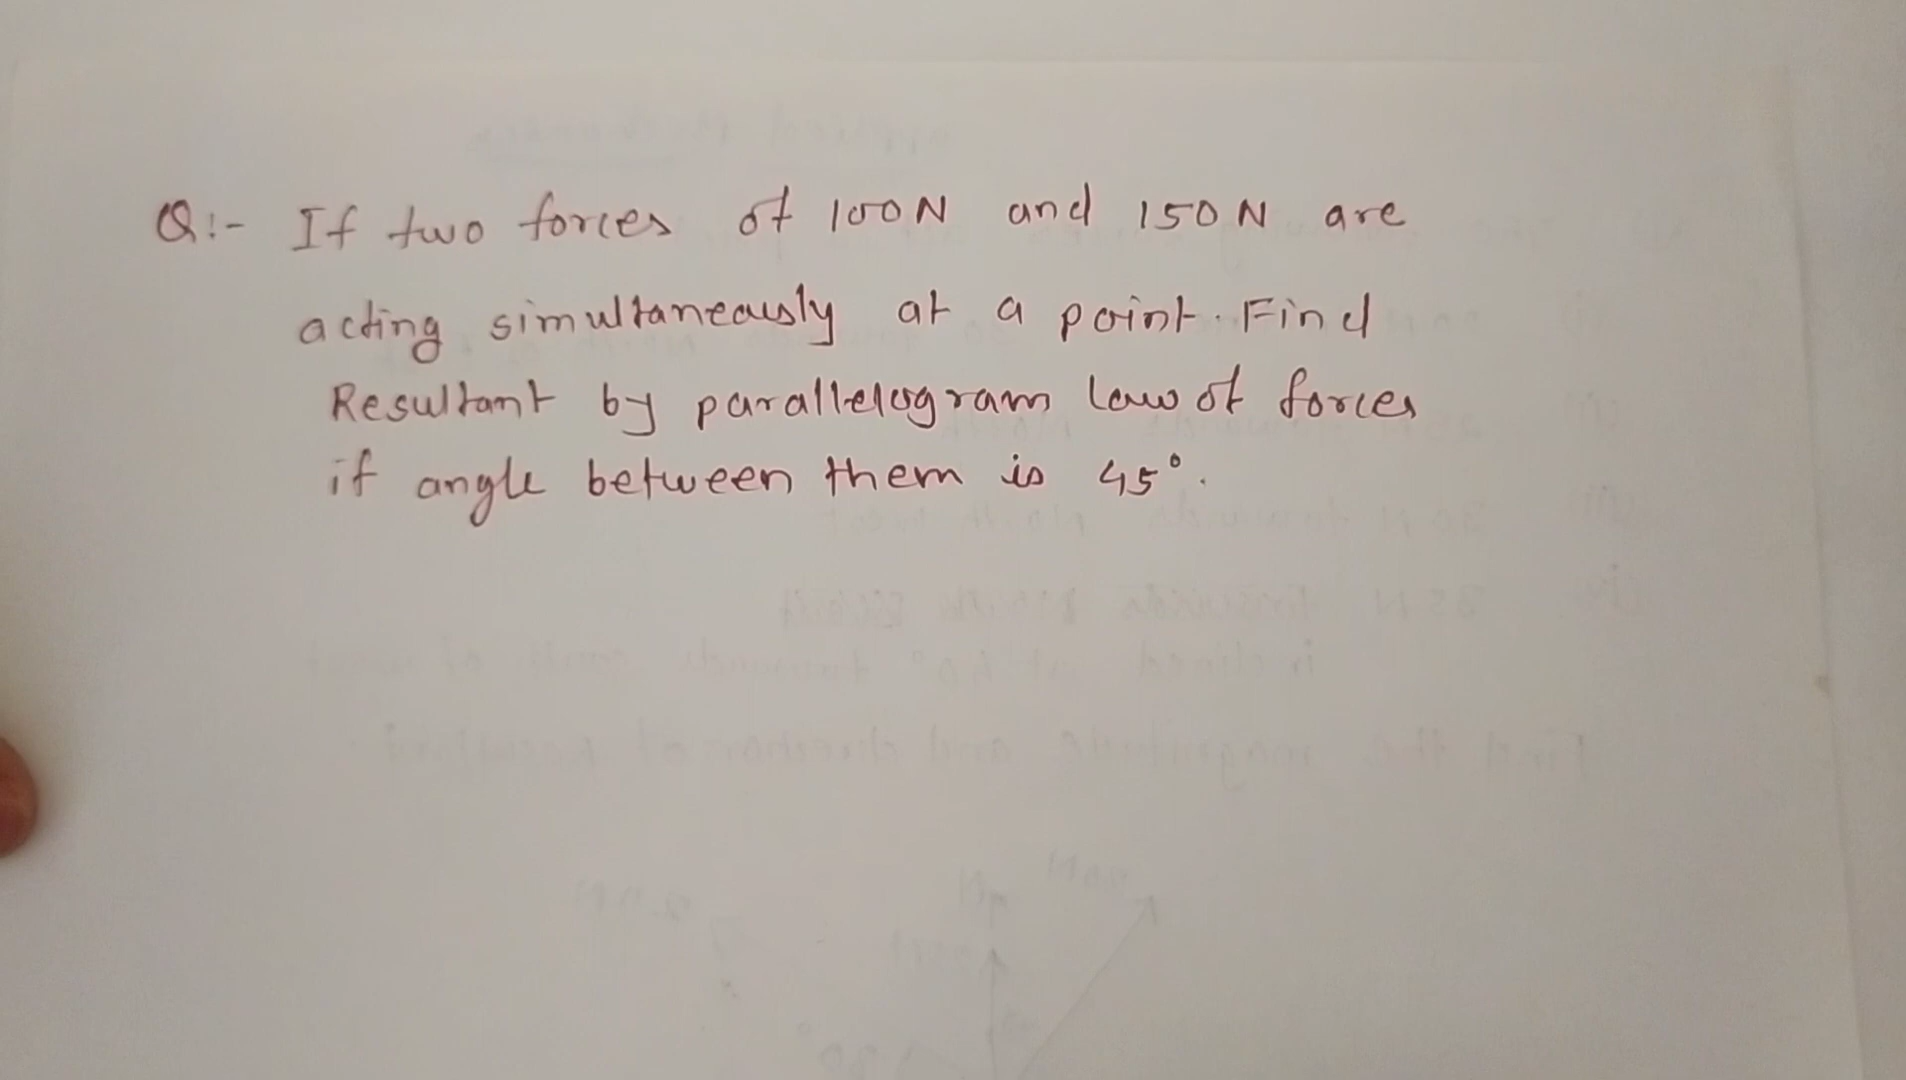 Q:- If two forces of 100N and 150N are
acting simultaneously at a point. Find
Resultant by parallelogram law of forces
if angle between them is 45°.